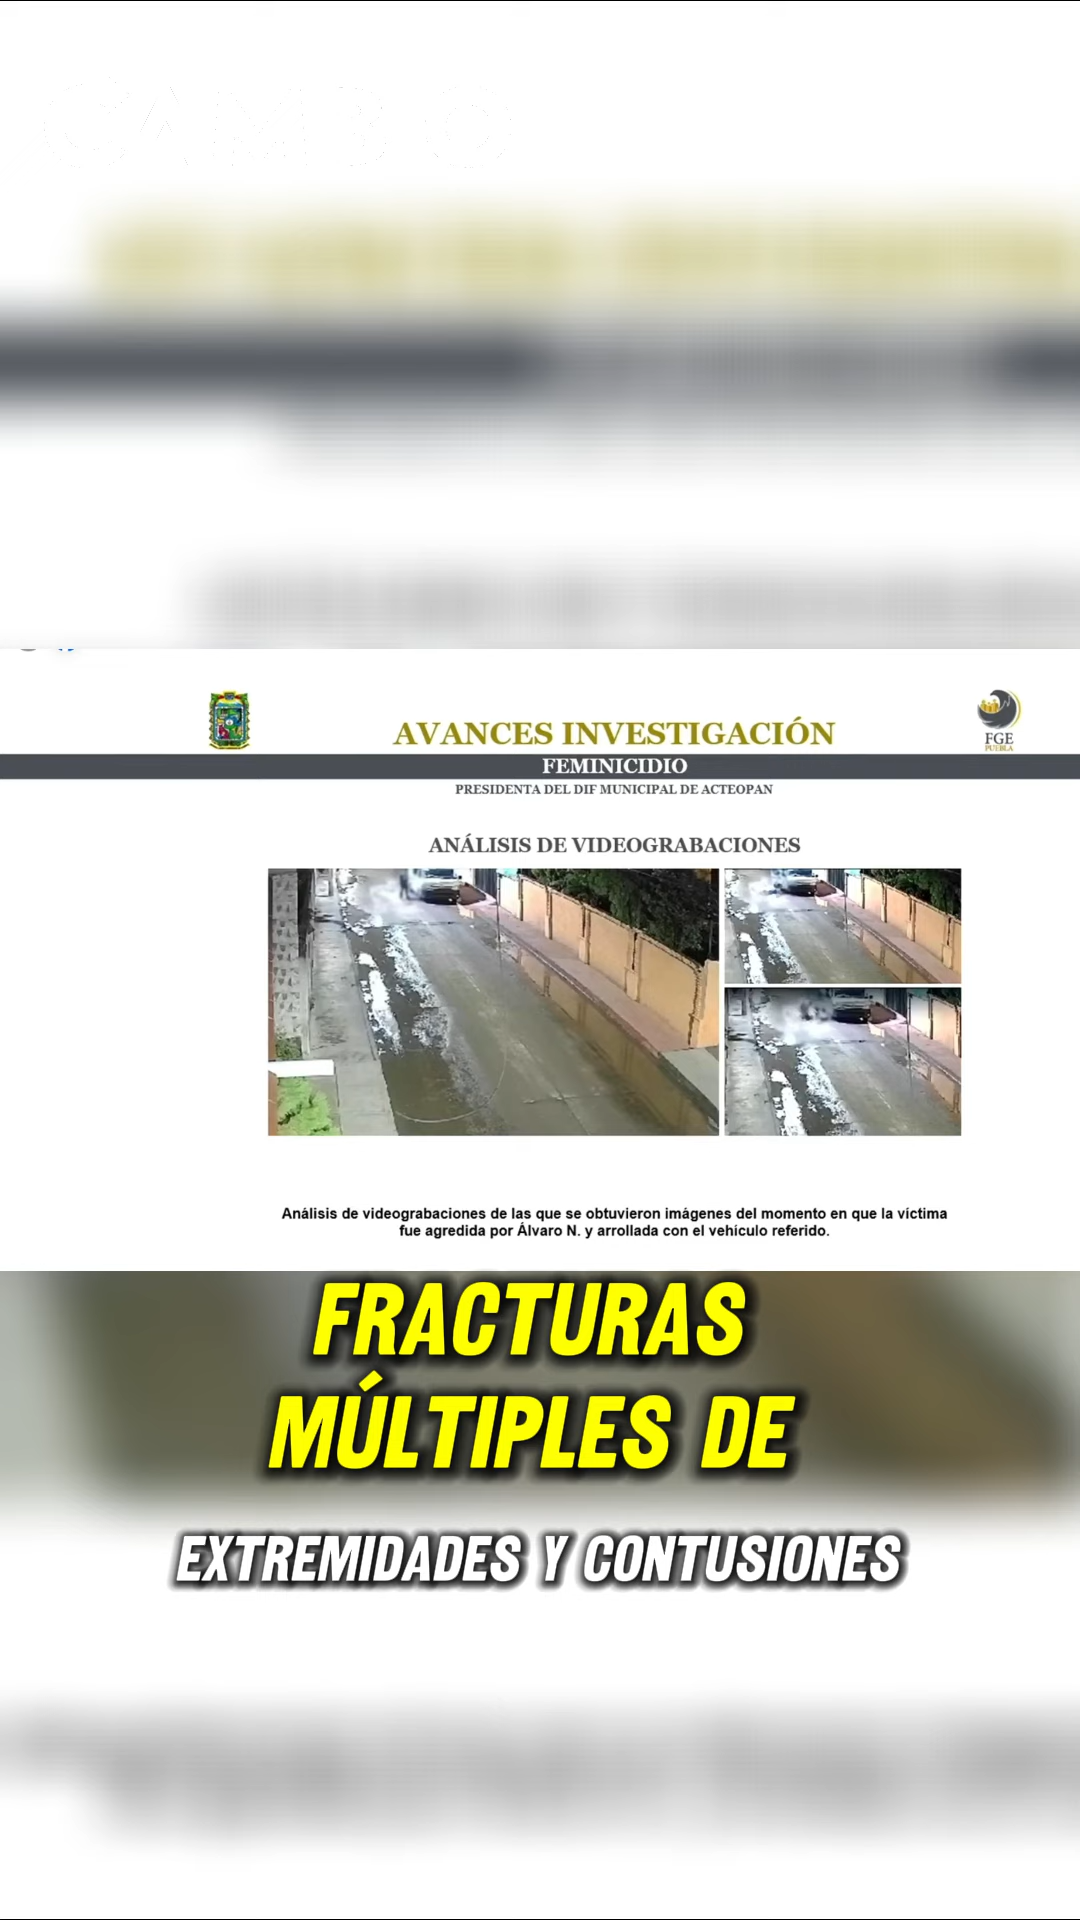 CAMBIO
AVANCES INVESTIGACIÓN
FGE
PUEBLA
FEMINICIDIO
PRESIDENTA DEL DIF MUNICIPAL DE ACTEOPAN
ANÁLISIS DE VIDEOGRABACIONES
Análisis de videograbaciones de las que se obtuvieron imágenes del momento en que la víctima
fue agredida por Álvaro N. y arrollada con el vehículo referido.
FRACTURAS
MÚLTIPLES DE
EXTREMIDADES Y CONTUSIONES